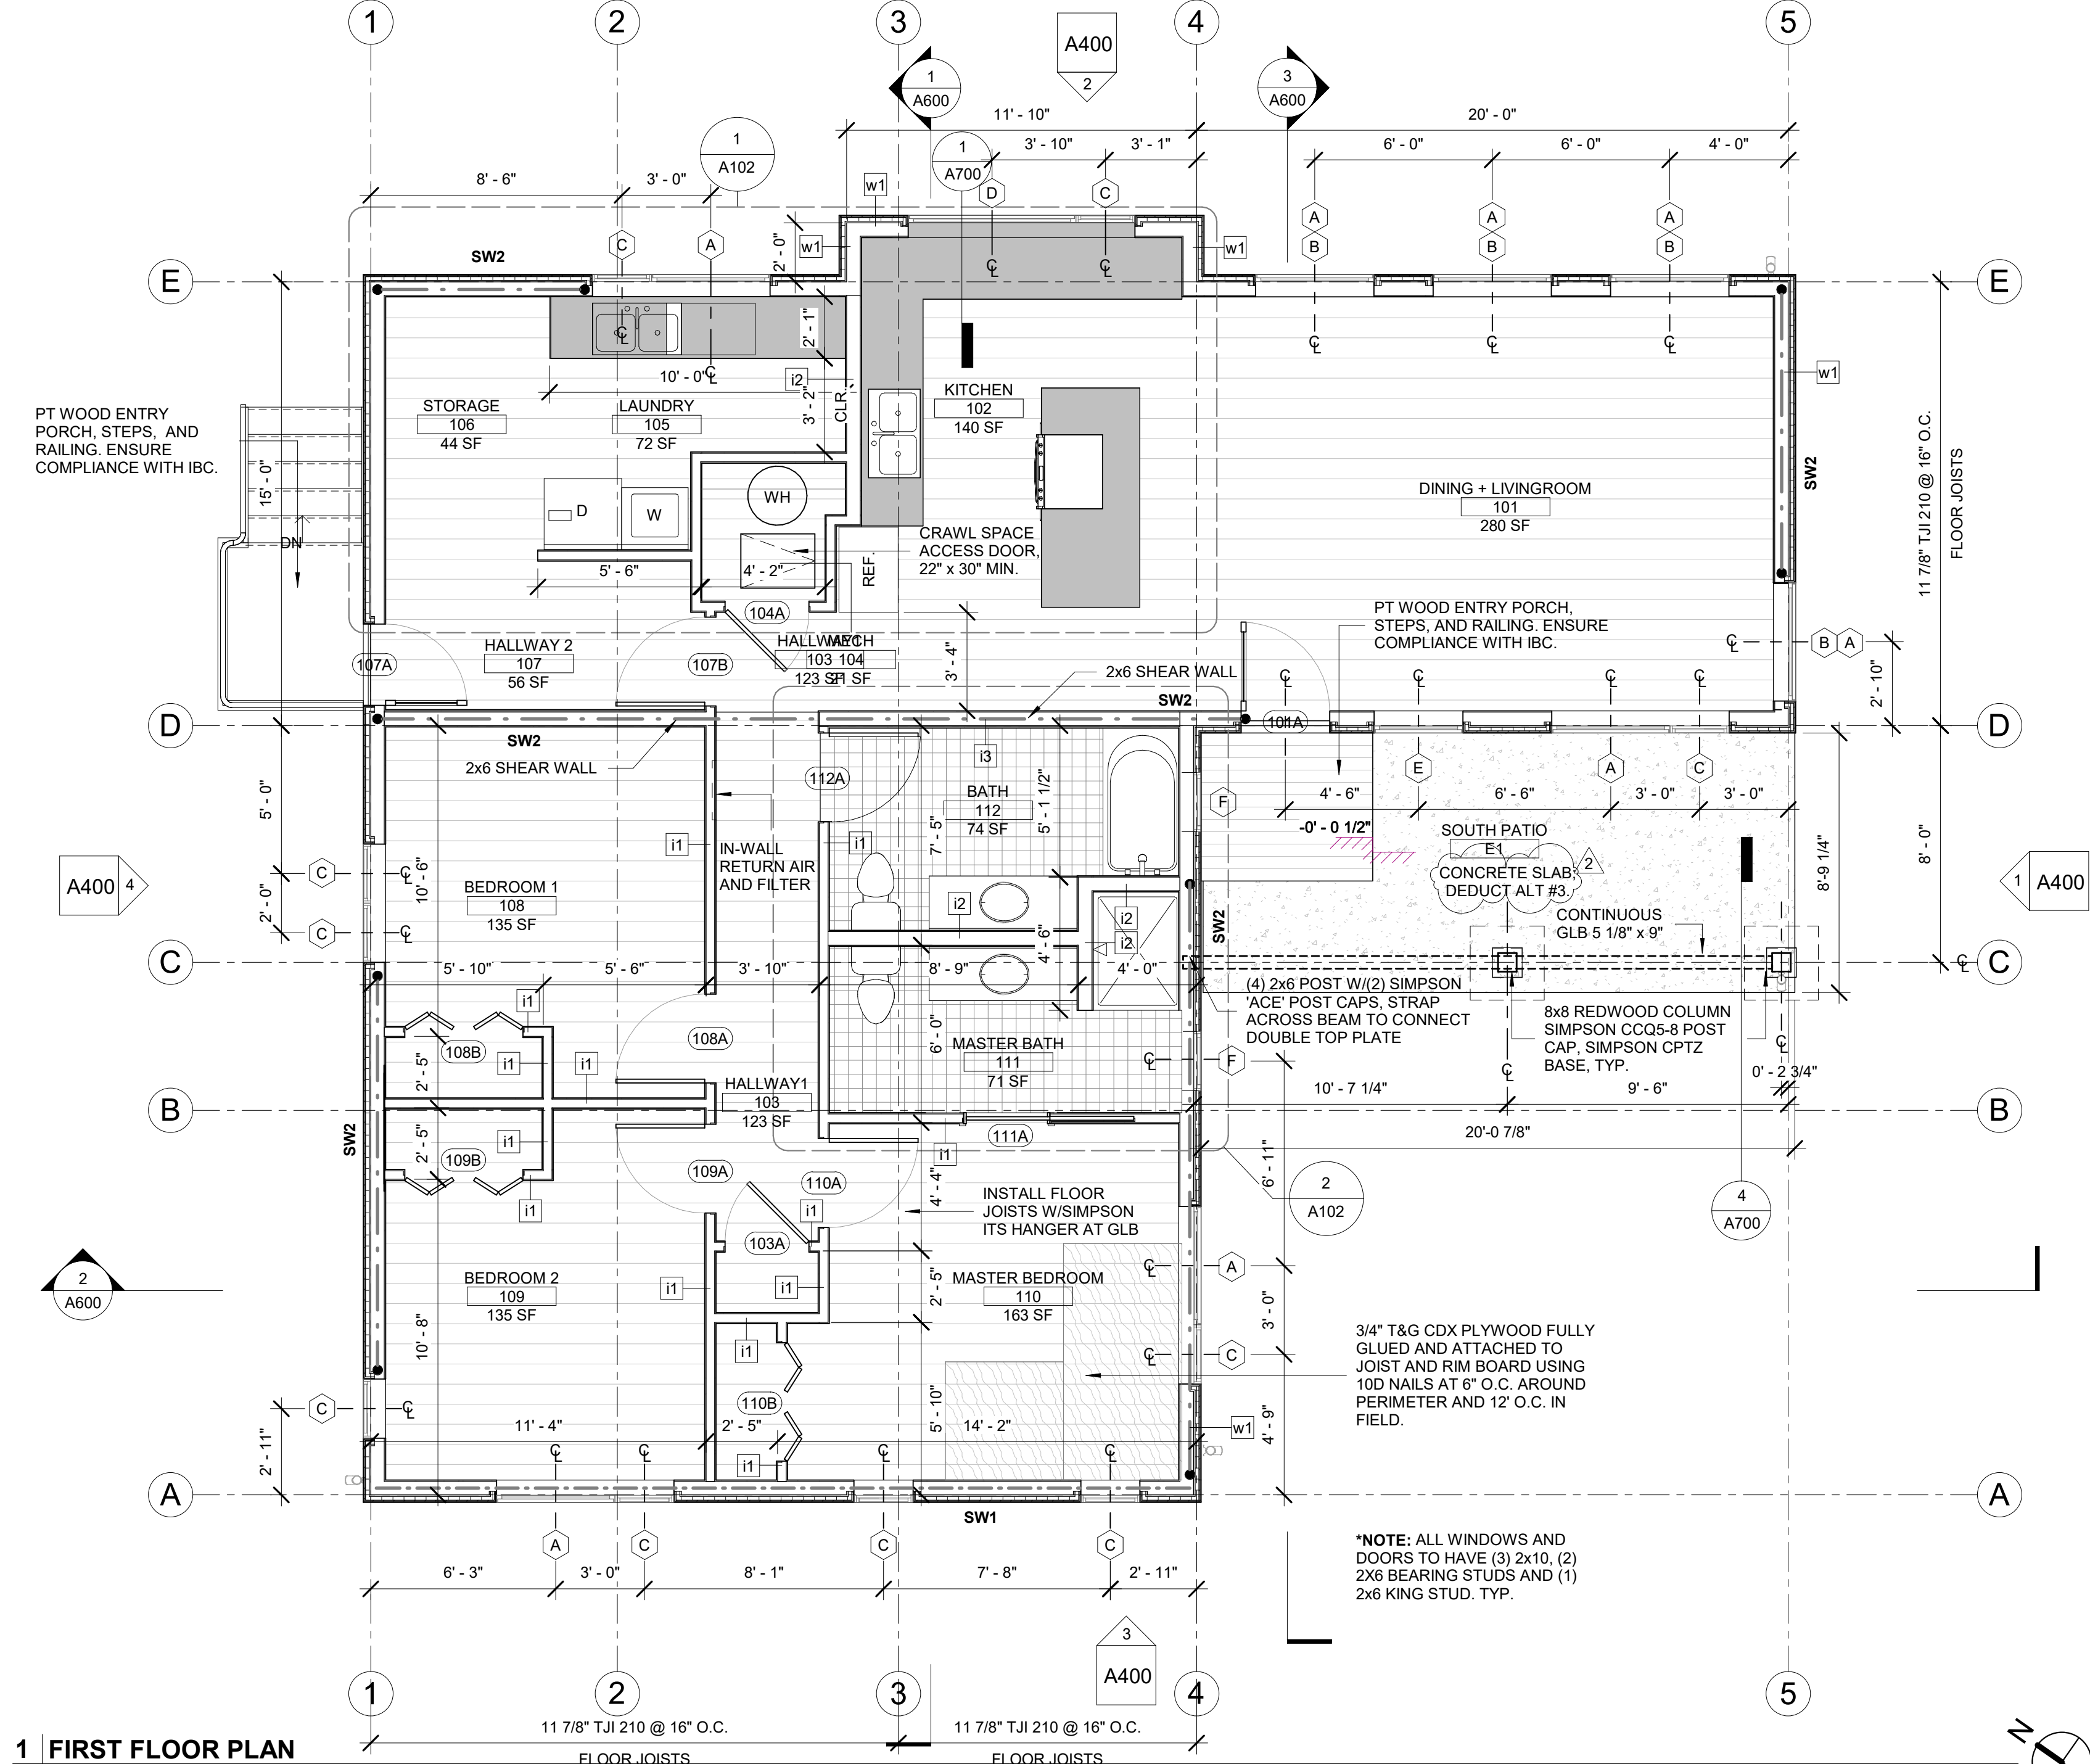 1
2
3
4
5
A400
2
1
A600
3
A600
11' - 10"
20' - 0"
3' - 10"
3' - 1"
6' - 0"
6' - 0"
4' - 0"
1
A102
1
A700
8' - 6"
3' - 0"
w1
D
C
A
A
A
C
A
w1
2' - 0"
w1
B
B
B
SW2
E
E
2' - 1"
10' - 0"
i2
w1
3' - 2"
CLR.
KITCHEN
102
140 SF
STORAGE
106
44 SF
LAUNDRY
105
72 SF
PT WOOD ENTRY
PORCH, STEPS, AND
RAILING. ENSURE
COMPLIANCE WITH IBC.
15' - 0"
DN
D
W
WH
SW2
11 7/8" TJI 210 @ 16" O.C.
FLOOR JOISTS
DINING + LIVINGROOM
101
280 SF
CRAWL SPACE
ACCESS DOOR,
22" x 30" MIN.
REF.
5' - 6"
4' - 2"
104A
PT WOOD ENTRY PORCH,
STEPS, AND RAILING. ENSURE
COMPLIANCE WITH IBC.
HALLWAY 2
107
56 SF
107A
107B
HALLWAY1
103
123 SF
MECH
104
21 SF
3' - 4"
2x6 SHEAR WALL
B
A
2' - 10"
SW2
D
101A
D
SW2
2x6 SHEAR WALL
i3
112A
E
A
C
5' - 0"
BATH
112
74 SF
5' - 1 1/2"
7' - 5"
F
4' - 6"
6' - 6"
3' - 0"
3' - 0"
-0' - 0 1/2"
SOUTH PATIO
E1
CONCRETE SLAB;
DEDUCT ALT #3.
2
8'-9 1/4"
8' - 0"
i1
i1
IN-WALL
RETURN AIR
AND FILTER
A400
4
C
10' - 6"
BEDROOM 1
108
135 SF
1
A400
2' - 0"
C
i2
i2
i2
4' - 6"
SW2
CONTINUOUS
GLB 5 1/8" x 9"
C
C
5' - 10"
5' - 6"
3' - 10"
8' - 9"
4' - 0"
i1
(4) 2x6 POST W/(2) SIMPSON
'ACE' POST CAPS, STRAP
ACROSS BEAM TO CONNECT
DOUBLE TOP PLATE
8x8 REDWOOD COLUMN
SIMPSON CCQ5-8 POST
CAP, SIMPSON CPTZ
BASE, TYP.
108B
i1
i1
108A
6' - 0"
MASTER BATH
111
71 SF
F
0' - 2 3/4"
2' - 5"
HALLWAY1
103
123 SF
10' - 7 1/4"
9' - 6"
B
B
SW2
2' - 5"
109B
i1
111A
i1
20'-0 7/8"
6' - 11"
109A
110A
4' - 4"
2
A102
4
A700
i1
i1
INSTALL FLOOR
JOISTS W/SIMPSON
ITS HANGER AT GLB
103A
2
A600
BEDROOM 2
109
135 SF
i1
i1
2' - 5"
MASTER BEDROOM
110
163 SF
A
3' - 0"
10' - 8"
i1
C
3/4" T&G CDX PLYWOOD FULLY
GLUED AND ATTACHED TO
JOIST AND RIM BOARD USING
10D NAILS AT 6" O.C. AROUND
PERIMETER AND 12' O.C. IN
FIELD.
C
110B
5' - 10"
11' - 4"
2' - 5"
14' - 2"
w1
4' - 9"
2' - 11"
i1
A
A
SW1
A
C
C
C
*NOTE: ALL WINDOWS AND
DOORS TO HAVE (3) 2x10, (2)
2X6 BEARING STUDS AND (1)
2x6 KING STUD. TYP.
6' - 3"
3' - 0"
8' - 1"
7' - 8"
2' - 11"
3
A400
1
2
3
4
5
11 7/8" TJI 210 @ 16" O.C.
11 7/8" TJI 210 @ 16" O.C.
FLOOR JOISTS
FLOOR JOISTS
1 FIRST FLOOR PLAN
N